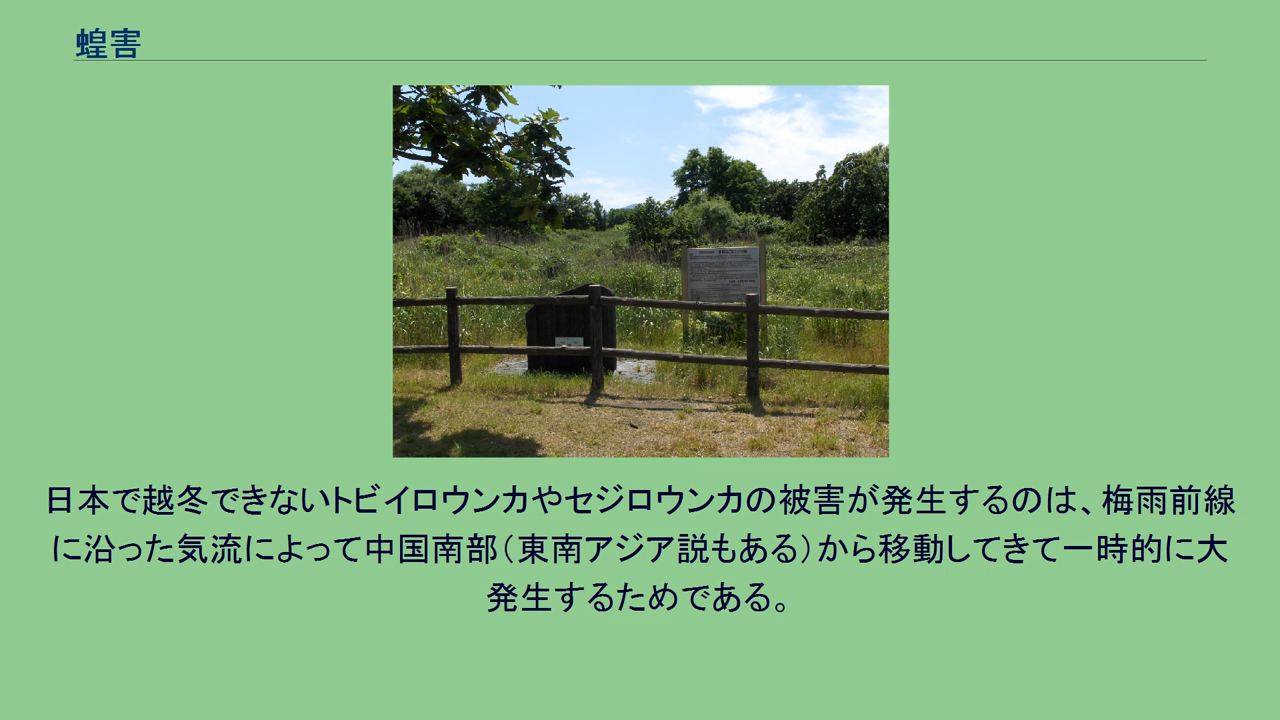 蝗害
日本で越冬できないトビイロウンカやセジロウンカの被害が発生するのは、梅雨前線
に沿った気流によって中国南部（東南アジア説もある）から移動してきて一時的に大
発生するためである。